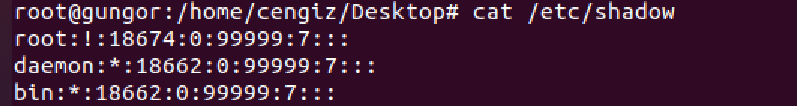 root@gungor:/home/cengiz/Desktop# cat /etc/shadow
root:!:18674:0:99999:7:::
daemon:*:18662:0:99999:7:::
bin:*:18662:0:99999:7:::